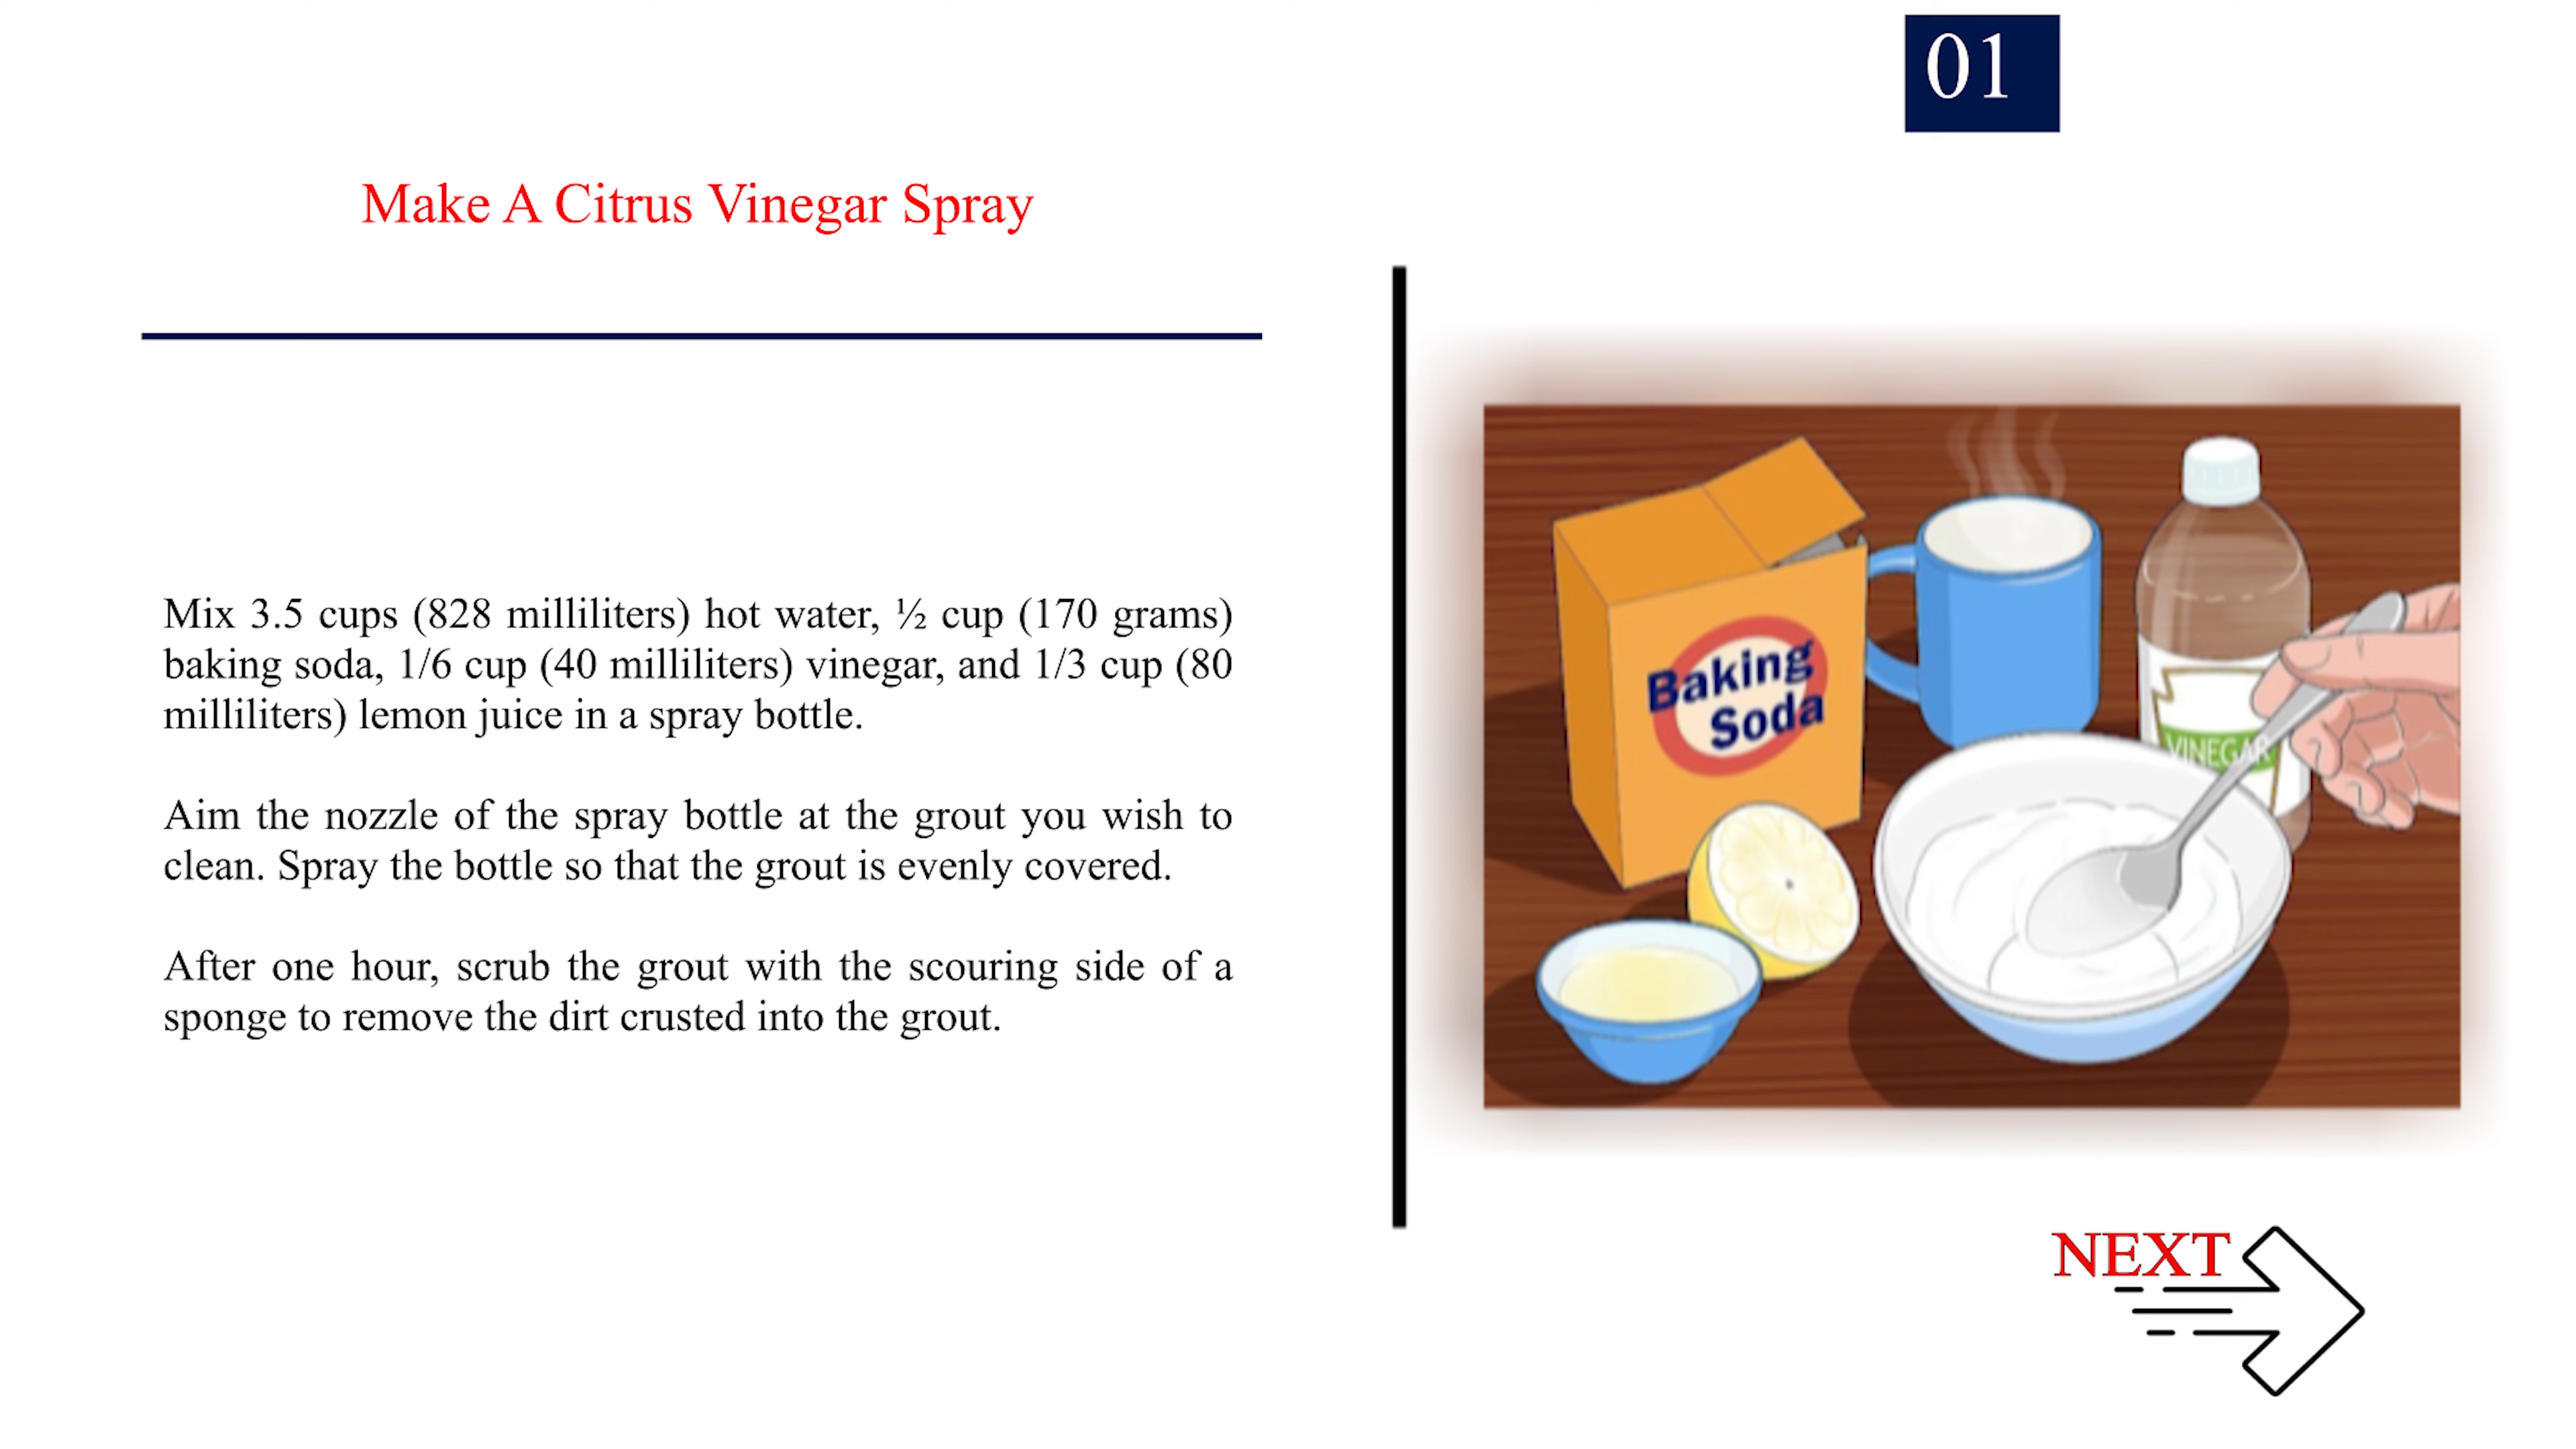 01
Make A Citrus Vinegar Spray
Mix 3.5 cups (828 milliliters) hot water, ½ cup (170 grams)
baking soda, 1/6 cup (40 milliliters) vinegar, and 1/3 cup (80
milliliters) lemon juice in a spray bottle.
Aim the nozzle of the spray bottle at the grout you wish to
clean. Spray the bottle so that the grout is evenly covered.
After one hour, scrub the grout with the scouring side of a
sponge to remove the dirt crusted into the grout.
Baking
Soda
VINEGAR
NEXT